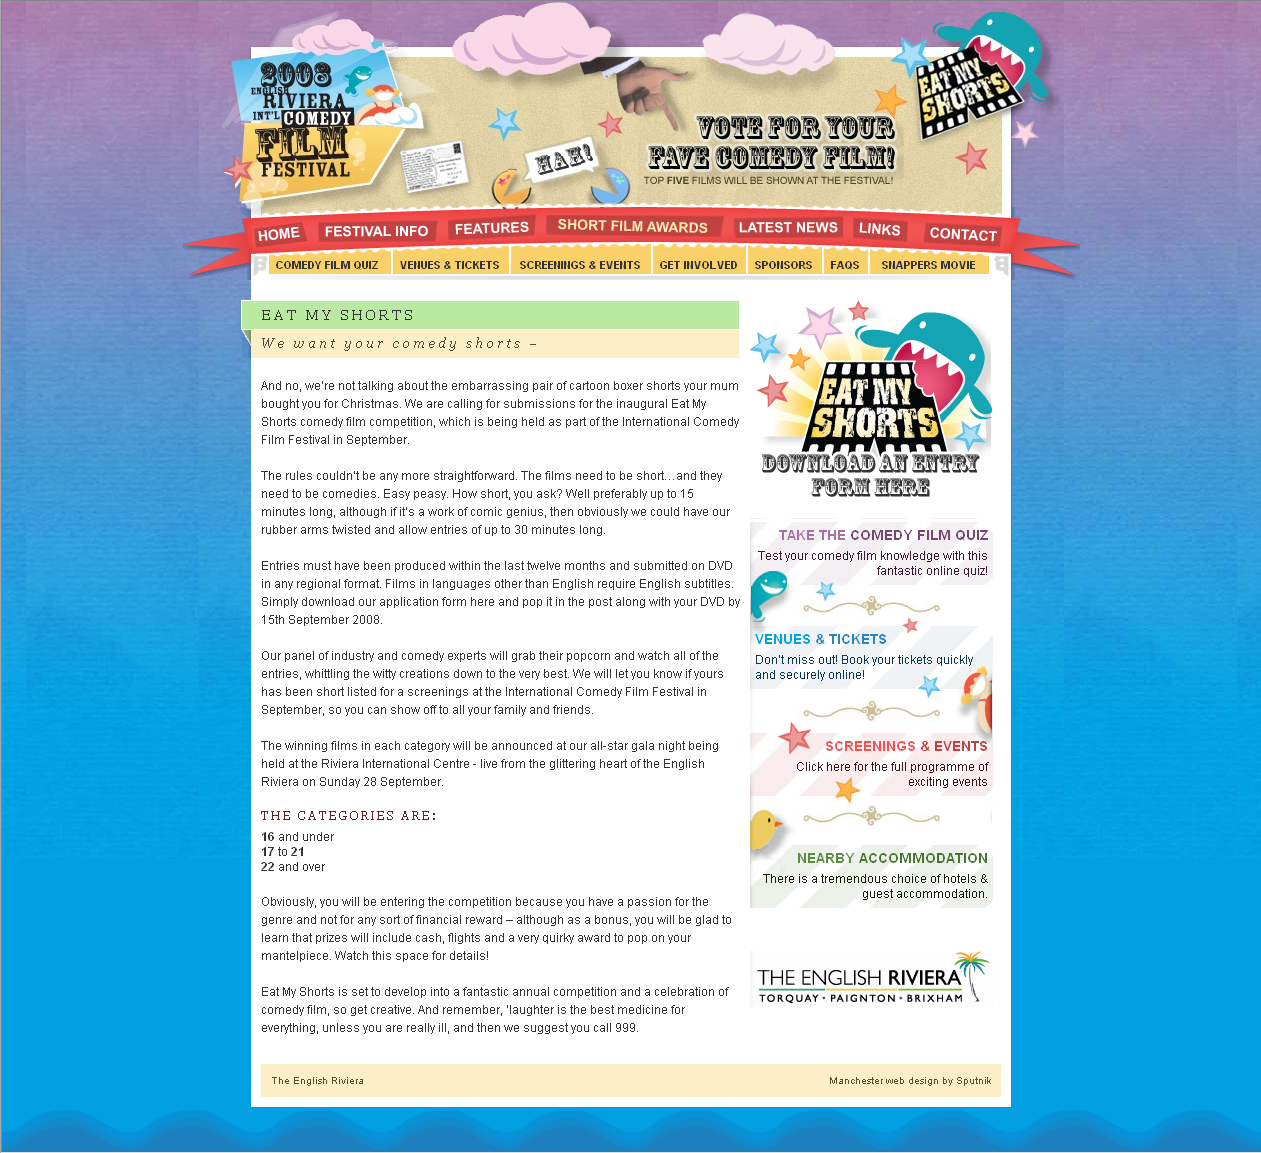 2008
ENGLISH
RIVIERA
INT'L COMEDY
FILM
FESTIVAL
HAH!
VOTE FOR YOUR
FAVE COMEDY FILM!
TOP FIVE FILMS WILL BE SHOWN AT THE FESTIVAL!
EAT MY
SHORTS
HOME FESTIVAL INFO FEATURES SHORT FILM AWARDS LATEST NEWS LINKS CONTACT
COMEDY FILM QUIZ VENUES & TICKETS SCREENINGS & EVENTS GET INVOLVED SPONSORS FAQS SNAPPERS MOVIE
EAT MY SHORTS
We want your comedy shorts –
And no, we're not talking about the embarrassing pair of cartoon boxer shorts your mum
bought you for Christmas. We are calling for submissions for the inaugural Eat My
Shorts comedy film competition, which is being held as part of the International Comedy
Film Festival in September.
The rules couldn't be any more straightforward. The films need to be short…and they
need to be comedies. Easy peasy. How short, you ask? Well preferably up to 15
minutes long, although if it's a work of comic genius, then obviously we could have our
rubber arms twisted and allow entries of up to 30 minutes long.
Entries must have been produced within the last twelve months and submitted on DVD
in any regional format. Films in languages other than English require English subtitles.
Simply download our application form here and pop it in the post along with your DVD by
15th September 2008.
Our panel of industry and comedy experts will grab their popcorn and watch all of the
entries, whittling the witty creations down to the very best. We will let you know if yours
has been short listed for a screenings at the International Comedy Film Festival in
September, so you can show off to all your family and friends.
The winning films in each category will be announced at our all-star gala night being
held at the Riviera International Centre - live from the glittering heart of the English
Riviera on Sunday 28 September.
THE CATEGORIES ARE:
16 and under
17 to 21
22 and over
Obviously, you will be entering the competition because you have a passion for the
genre and not for any sort of financial reward – although as a bonus, you will be glad to
learn that prizes will include cash, flights and a very quirky award to pop on your
mantelpiece. Watch this space for details!
Eat My Shorts is set to develop into a fantastic annual competition and a celebration of
comedy film, so get creative. And remember, 'laughter is the best medicine for
everything, unless you are really ill, and then we suggest you call 999.
EAT MY
SHORTS
DOWNLOAD AN ENTRY
FORM HERE
TAKE THE COMEDY FILM QUIZ
Test your comedy film knowledge with this
fantastic online quiz!
VENUES & TICKETS
Don't miss out! Book your tickets quickly
and securely online!
SCREENINGS & EVENTS
Click here for the full programme of
exciting events
NEARBY ACCOMMODATION
There is a tremendous choice of hotels &
guest accommodation.
THE ENGLISH RIVIERA
TORQUAY • PAIGNTON • BRIXHAM
The English Riviera
Manchester web design by Sputnik